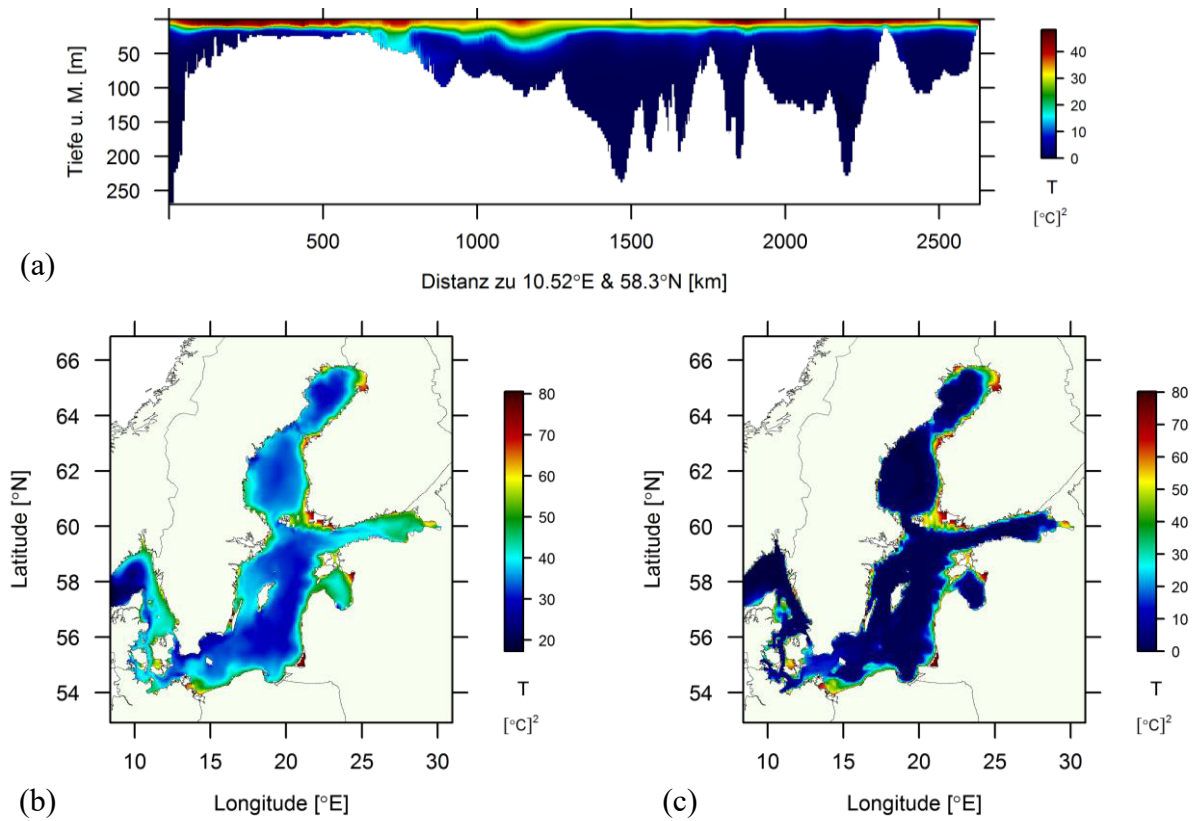 50
100
150
200
250
Tiefe u. M. [m]
500 1000 1500 2000 2500
Distanz zu 10.52°E & 58.3°N [km]
40
30
20
10
0
T
[°C]²
(a)
66
64
62
60
58
56
54
Latitude [°N]
10 15 20 25 30
Longitude [°E]
80
70
60
50
40
30
20
T
[°C]²
(b)
66
64
62
60
58
56
54
Latitude [°N]
10 15 20 25 30
Longitude [°E]
80
70
60
50
40
30
20
10
0
T
[°C]²
(c)